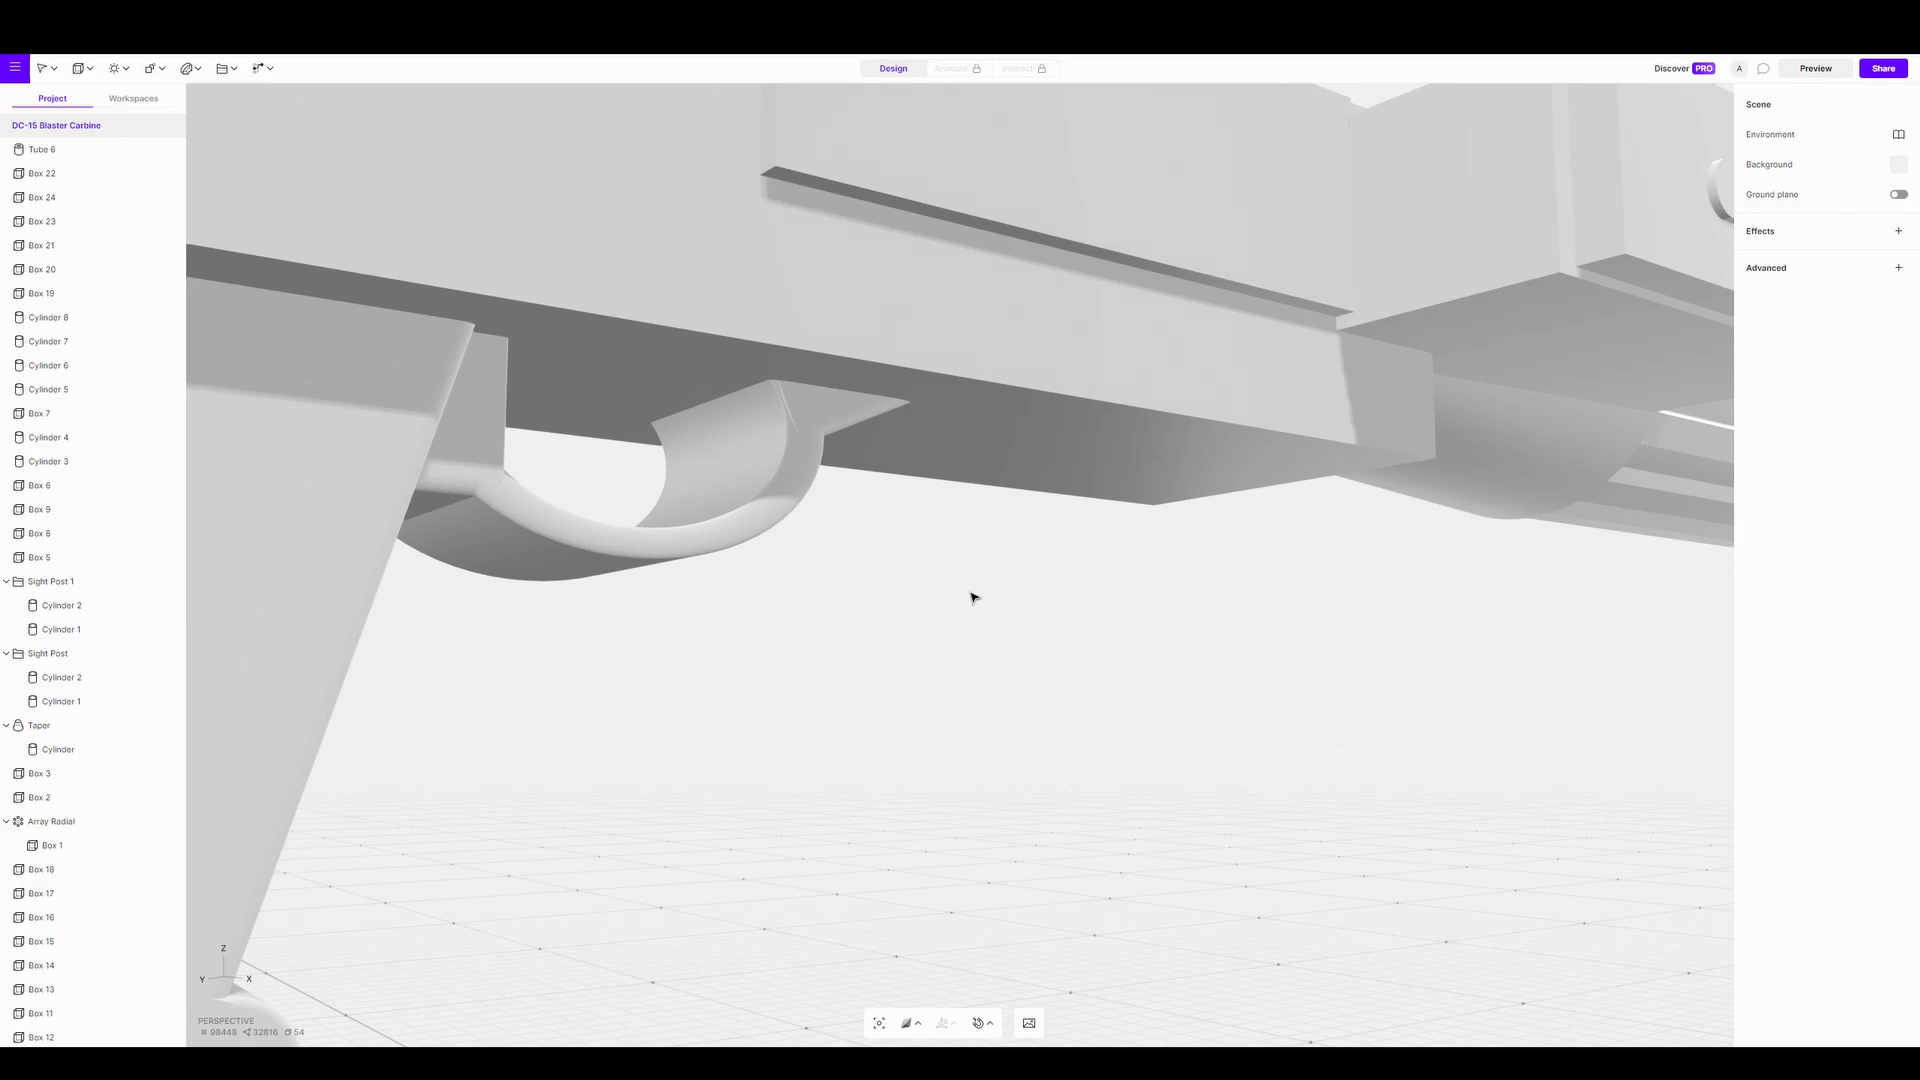 Design
Animate
Interact
Discover PRO
A
Preview
Share
Project
Workspaces
DC-15 Blaster Carbine
Tube 6
Box 22
Box 24
Box 23
Box 21
Box 20
Box 19
Cylinder 8
Cylinder 7
Cylinder 6
Cylinder 5
Box 7
Cylinder 4
Cylinder 3
Box 6
Box 9
Box 8
Box 5
Sight Post 1
Cylinder 2
Cylinder 1
Sight Post
Cylinder 2
Cylinder 1
Taper
Cylinder
Box 3
Box 2
Array Radial
Box 1
Box 18
Box 17
Box 16
Box 15
Box 14
Box 13
Box 11
Box 12
Z
Y
X
PERSPECTIVE
98448 32816 54
Scene
Environment
Background
Ground plane
Effects
Advanced